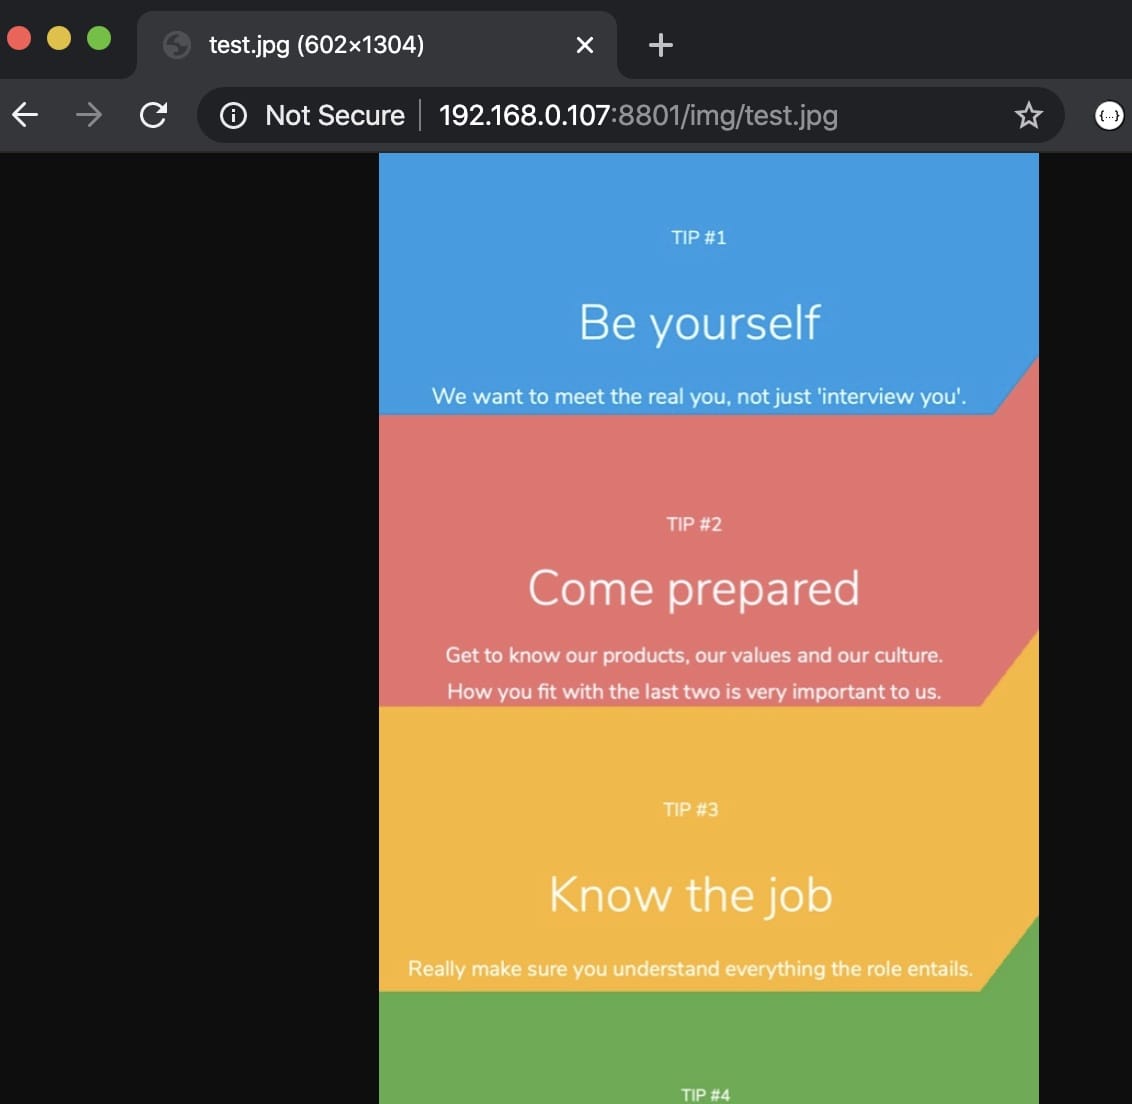 test.jpg (602×1304)
Not Secure
192.168.0.107:8801/img/test.jpg
{...}
TIP #1
Be yourself
We want to meet the real you, not just 'interview you'.
TIP #2
Come prepared
Get to know our products, our values and our culture.
How you fit with the last two is very important to us.
TIP #3
Know the job
Really make sure you understand everything the role entails.
TIP #4